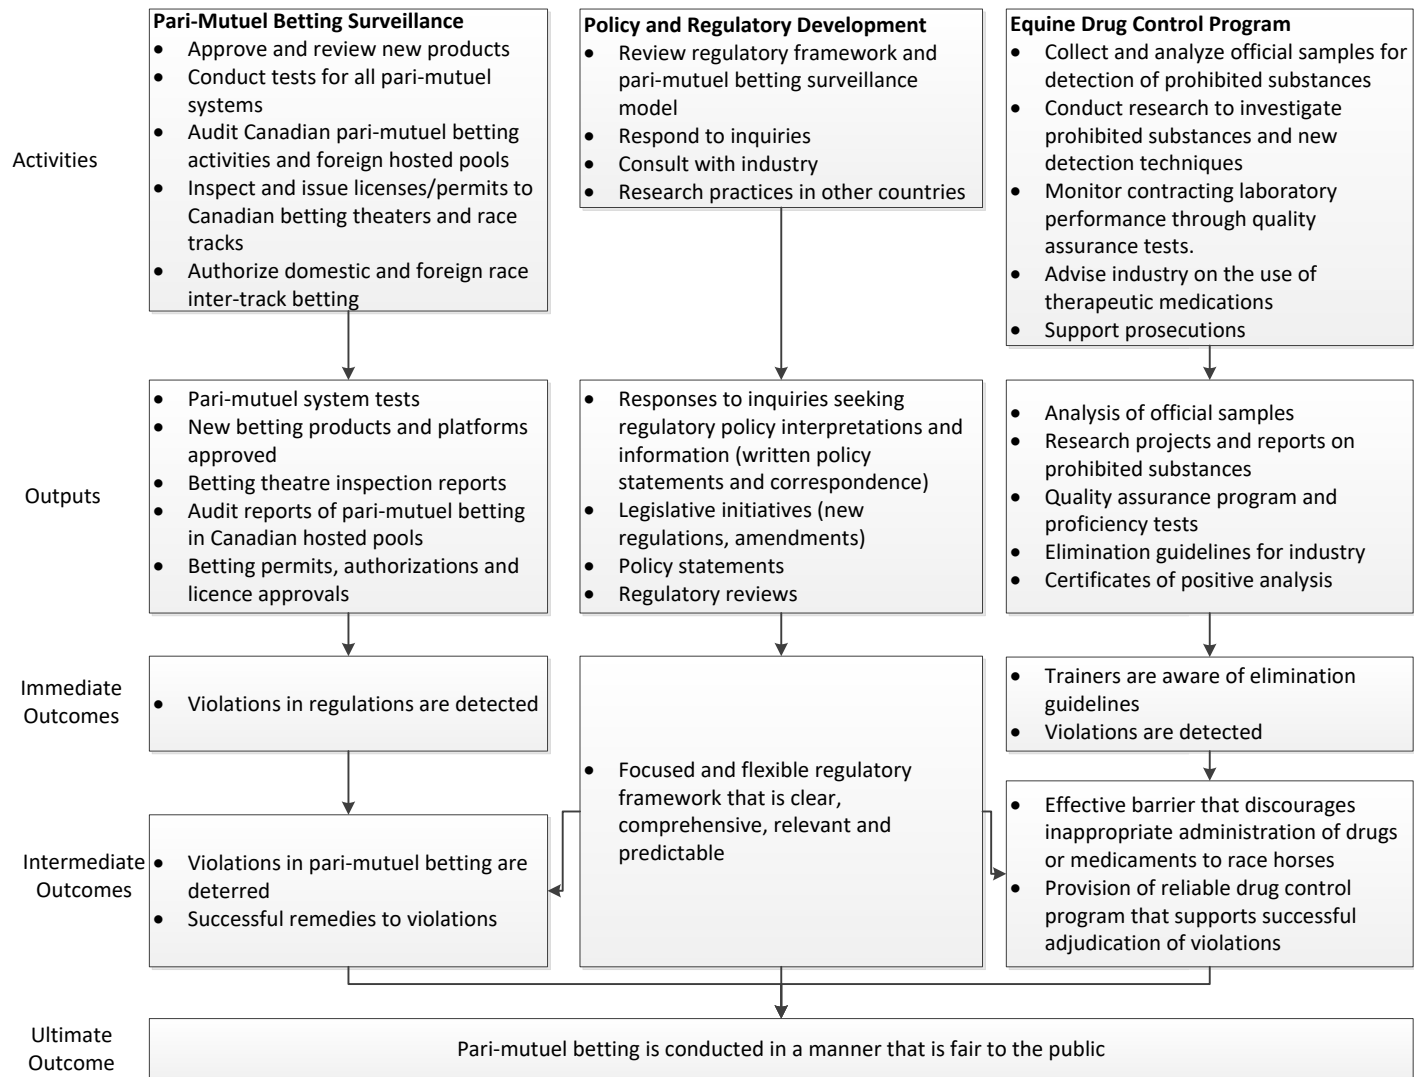 Activities
Pari-Mutuel Betting Surveillance
• Approve and review new products
• Conduct tests for all pari-mutuel
systems
• Audit Canadian pari-mutuel betting
activities and foreign hosted pools
• Inspect and issue licenses/permits to
Canadian betting theaters and race
tracks
• Authorize domestic and foreign race
inter-track betting
Policy and Regulatory Development
• Review regulatory framework and
pari-mutuel betting surveillance
model
• Respond to inquiries
• Consult with industry
• Research practices in other countries
Equine Drug Control Program
• Collect and analyze official samples for
detection of prohibited substances
• Conduct research to investigate
prohibited substances and new
detection techniques
• Monitor contracting laboratory
performance through quality
assurance tests.
• Advise industry on the use of
therapeutic medications
• Support prosecutions
Outputs
• Pari-mutuel system tests
• New betting products and platforms
approved
• Betting theatre inspection reports
• Audit reports of pari-mutuel betting
in Canadian hosted pools
• Betting permits, authorizations and
licence approvals
• Responses to inquiries seeking
regulatory policy interpretations and
information (written policy
statements and correspondence)
• Legislative initiatives (new
regulations, amendments)
• Policy statements
• Regulatory reviews
• Analysis of official samples
• Research projects and reports on
prohibited substances
• Quality assurance program and
proficiency tests
• Elimination guidelines for industry
• Certificates of positive analysis
Immediate
Outcomes
• Violations in regulations are detected
• Focused and flexible regulatory
framework that is clear,
comprehensive, relevant and
predictable
• Trainers are aware of elimination
guidelines
• Violations are detected
Intermediate
Outcomes
• Violations in pari-mutuel betting are
deterred
• Successful remedies to violations
• Effective barrier that discourages
inappropriate administration of drugs
or medicaments to race horses
• Provision of reliable drug control
program that supports successful
adjudication of violations
Ultimate
Outcome
Pari-mutuel betting is conducted in a manner that is fair to the public